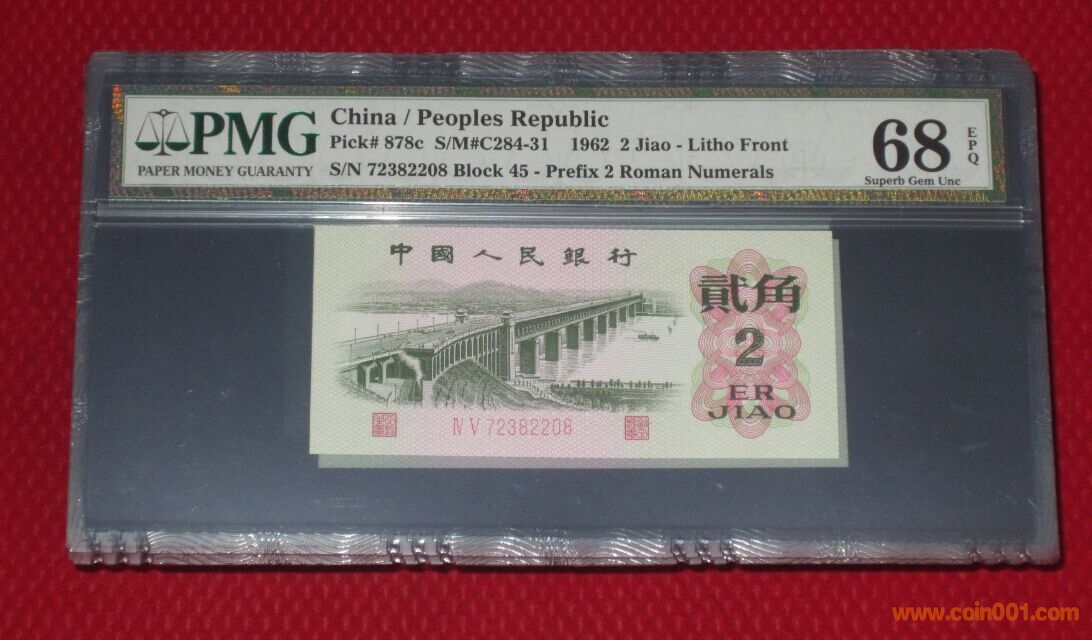 PMG
PAPER MONEY GUARANTY
China / Peoples Republic
Pick# 878c S/M#C284-31 1962 2 Jiao - Litho Front
S/N 72382208 Block 45 - Prefix 2 Roman Numerals
68
EPQ
Superb Gem Unc
中國人民銀行
貳角
2
ER
JIAO
Ⅳ Ⅴ 72382208
www.coin001.com